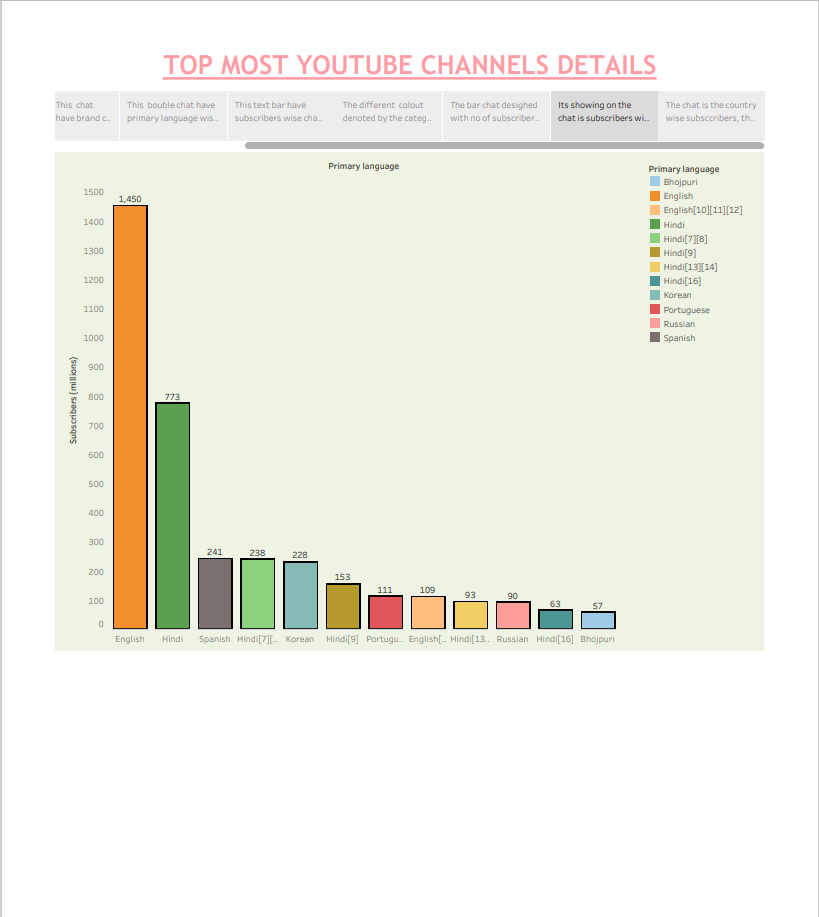 TOP MOST YOUTUBE CHANNELS DETAILS
This chat
have brand c..
This bouble chat have
primary language wis..
This text bar have
subscribers wise cha..
The different colout
denoted by the categ..
The bar chat desighed
with no of subscriber..
Its showing on the
chat is subscribers wi..
The chat is the country
wise subsccribers, th..
Primary language
Subscribers (millions)
1500
1400
1300
1200
1100
1000
900
800
700
600
500
400
300
200
100
0
1,450
773
241
238
228
153
111
109
93
90
63
57
English
Hindi
Spanish
Hindi[7][..
Korean
Hindi[9]
Portugu..
English[..
Hindi[13..
Russian
Hindi[16]
Bhojpuri
Primary language
Bhojpuri
English
English[10][11][12]
Hindi
Hindi[7][8]
Hindi[9]
Hindi[13][14]
Hindi[16]
Korean
Portuguese
Russian
Spanish